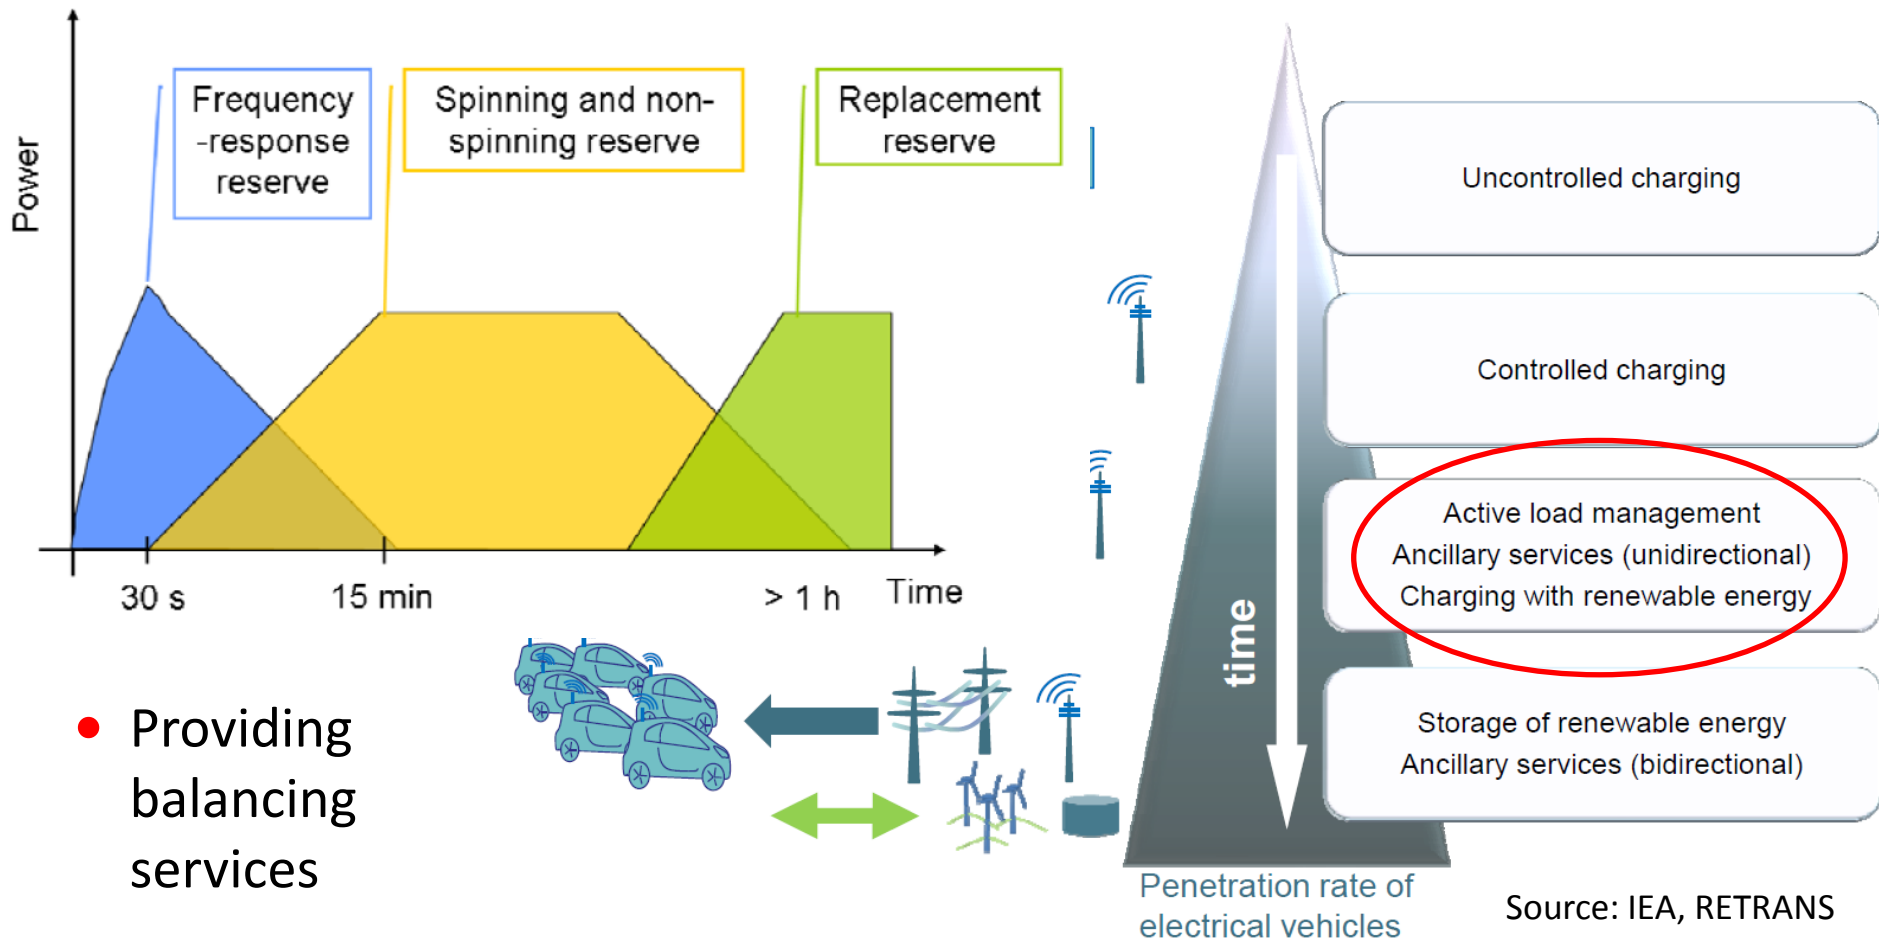 Power
Frequency
-response
reserve
Spinning and non-
spinning reserve
Replacement
reserve
30 s
15 min
> 1 h
Time
• Providing
balancing
services
Uncontrolled charging
Controlled charging
Active load management
Ancillary services (unidirectional)
Charging with renewable energy
Storage of renewable energy
Ancillary services (bidirectional)
time
Penetration rate of
electrical vehicles
Source: IEA, RETRANS